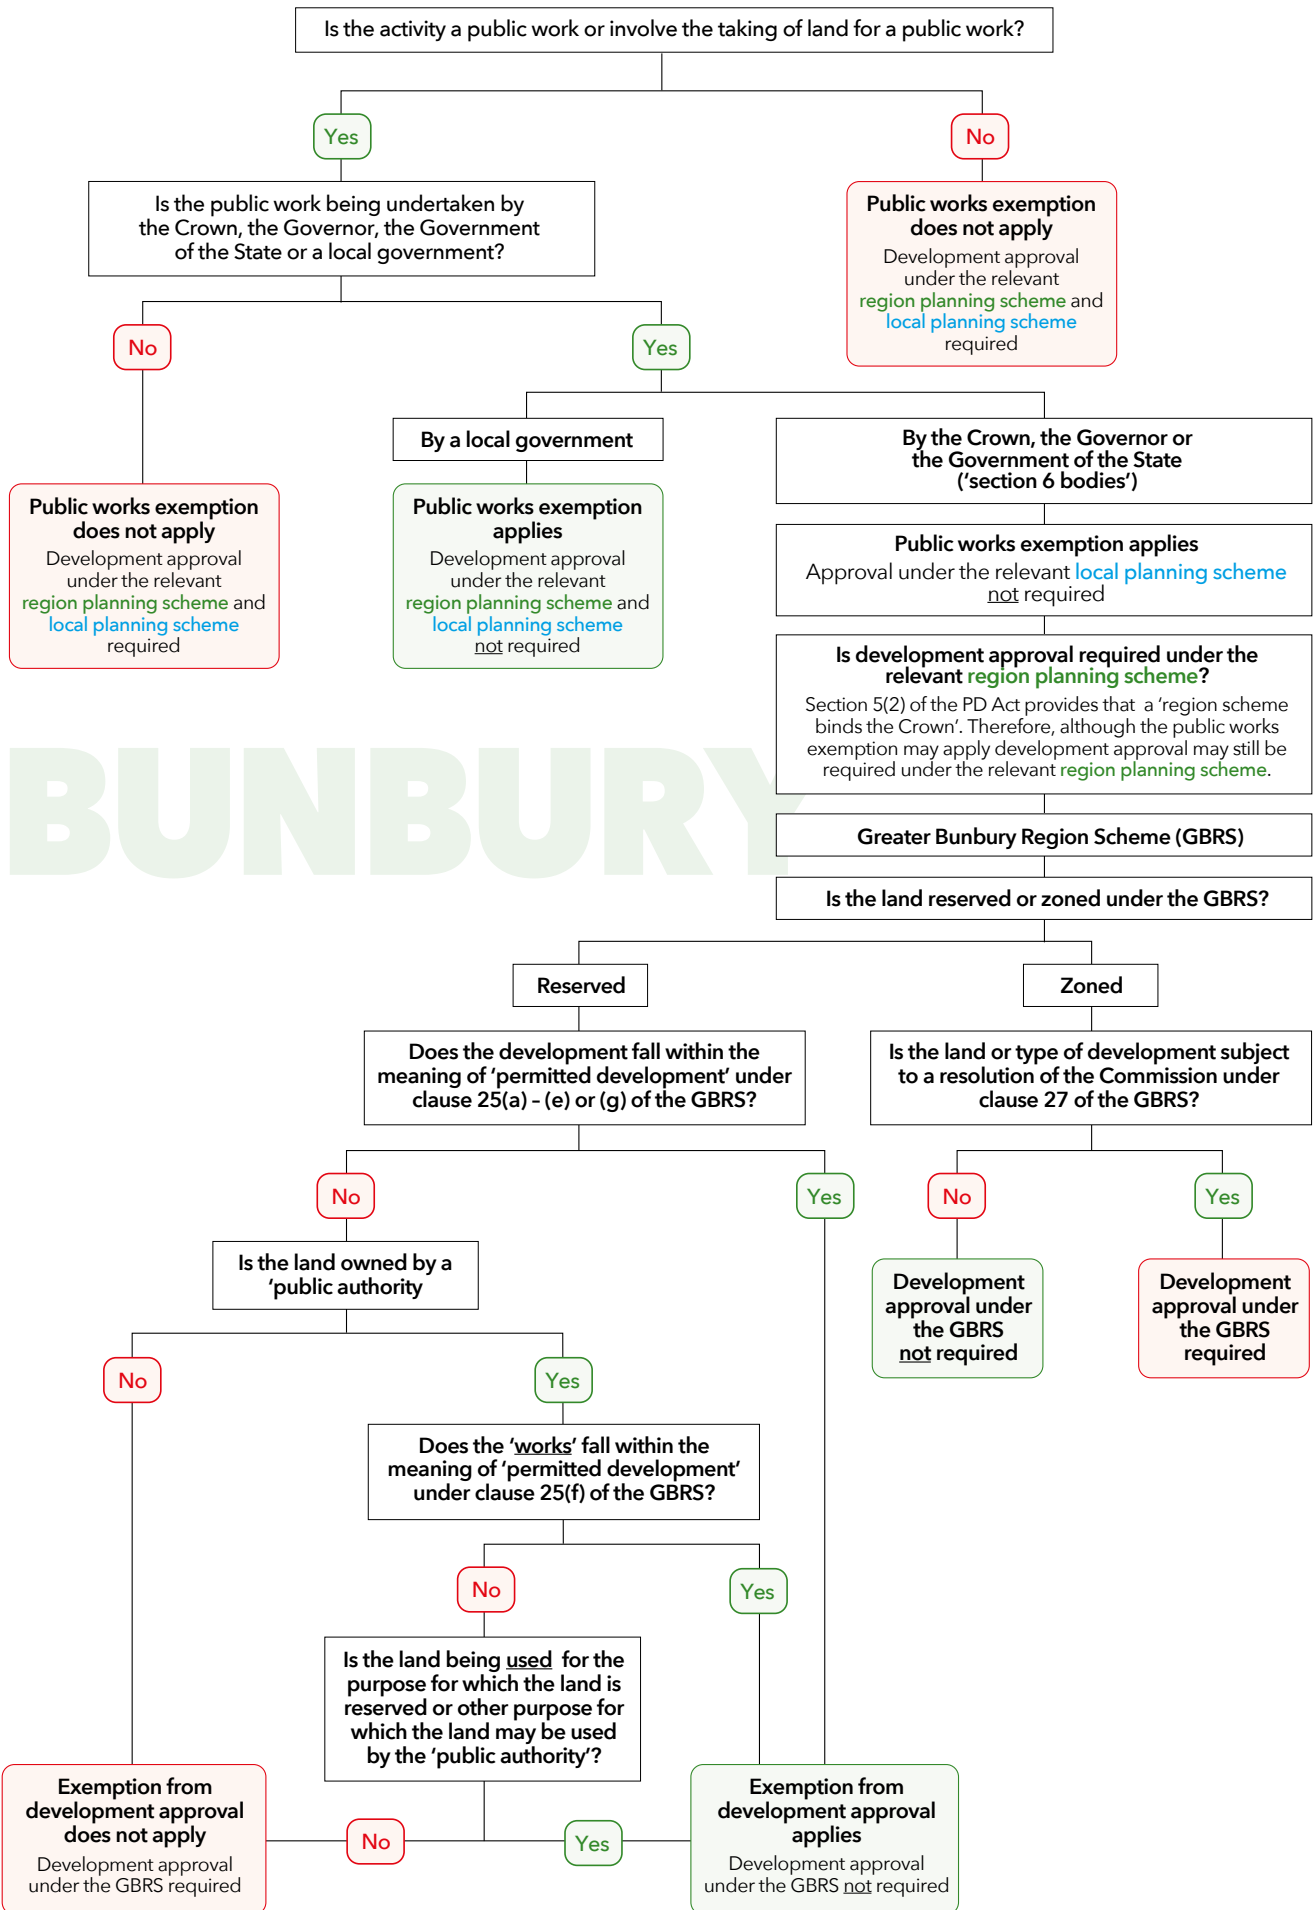 Is the activity a public work or involve the taking of land for a public work?
Yes
No
Is the public work being undertaken by
the Crown, the Governor, the Government
of the State or a local government?
Public works exemption
does not apply
Development approval
under the relevant
region planning scheme and
local planning scheme
required
No
Yes
By a local government
By the Crown, the Governor or
the Government of the State
('section 6 bodies')
Public works exemption
does not apply
Development approval
under the relevant
region planning scheme and
local planning scheme
required
Public works exemption
applies
Development approval
under the relevant
region planning scheme and
local planning scheme
not required
Public works exemption applies
Approval under the relevant local planning scheme
not required
Is development approval required under the
relevant region planning scheme?
Section 5(2) of the PD Act provides that a 'region scheme
binds the Crown'. Therefore, although the public works
exemption may apply development approval may still be
required under the relevant region planning scheme.
BUNBURY
Greater Bunbury Region Scheme (GBRS)
Is the land reserved or zoned under the GBRS?
Reserved
Zoned
Does the development fall within the
meaning of 'permitted development' under
clause 25(a) – (e) or (g) of the GBRS?
Is the land or type of development subject
to a resolution of the Commission under
clause 27 of the GBRS?
No
Yes
No
Yes
Is the land owned by a
'public authority
Development
approval under
the GBRS
not required
Development
approval under
the GBRS
required
No
Yes
Does the 'works' fall within the
meaning of 'permitted development'
under clause 25(f) of the GBRS?
No
Yes
Is the land being used for the
purpose for which the land is
reserved or other purpose for
which the land may be used
by the 'public authority'?
Exemption from
development approval
does not apply
Development approval
under the GBRS required
No
Yes
Exemption from
development approval
applies
Development approval
under the GBRS not required